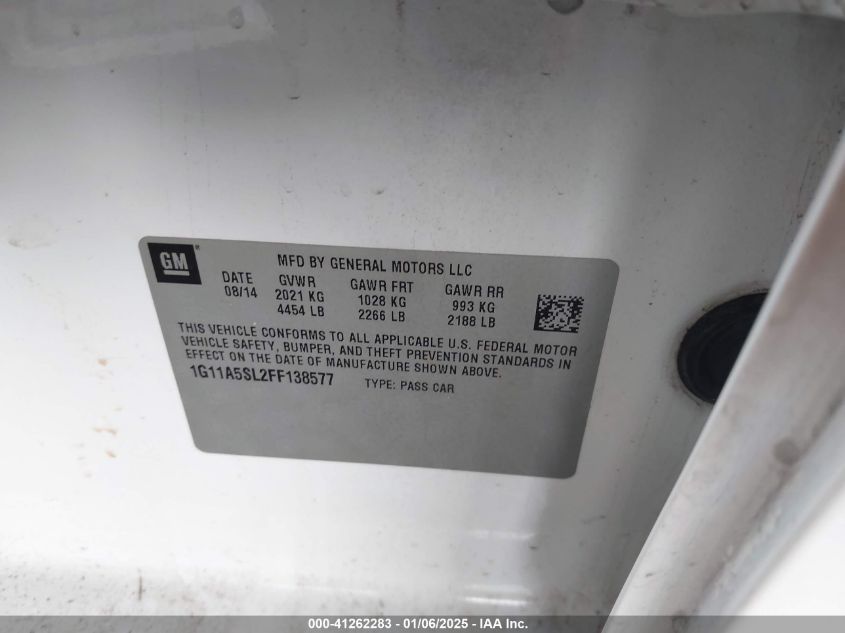 GM
MFD BY GENERAL MOTORS LLC
DATE GVWR GAWR FRT GAWR RR
08/14 2021 KG 1028 KG 993 KG
4454 LB 2266 LB 2188 LB
THIS VEHICLE CONFORMS TO ALL APPLICABLE U.S. FEDERAL MOTOR
VEHICLE SAFETY, BUMPER, AND THEFT PREVENTION STANDARDS IN
EFFECT ON THE DATE OF MANUFACTURE SHOWN ABOVE.
1G11A5SL2FF138577 TYPE: PASS CAR
000-41262283 - 01/06/2025 - IAA Inc.